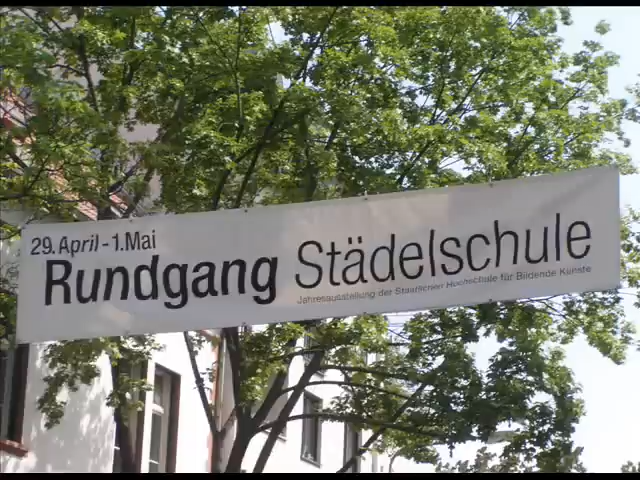 29. April - 1. Mai
Rundgang Städelschule
Jahresausstellung der Staatlichen Hochschule für Bildende Künste